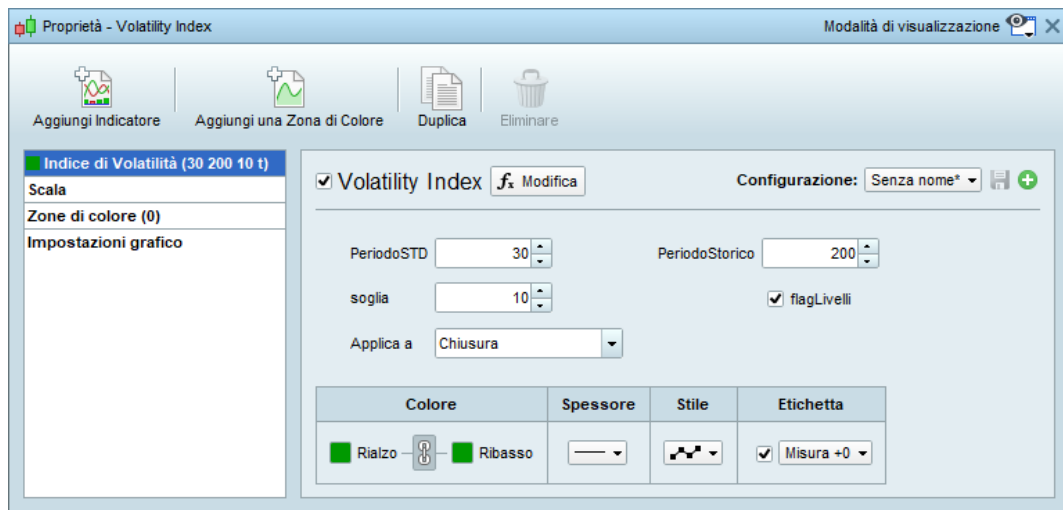 Proprietà - Volatility Index
Modalità di visualizzazione
Aggiungi Indicatore
Aggiungi una Zona di Colore
Duplica
Eliminare
Indice di Volatilità (30 200 10 t)
Scala
Zone di colore (0)
Impostazioni grafico
Volatility Index
fx Modifica
Configurazione: Senza nome*
PeriodoSTD 30
PeriodoStorico 200
soglia 10
flagLivelli
Applica a Chiusura
Colore Spessore Stile Etichetta
Rialzo Ribasso Misura +0